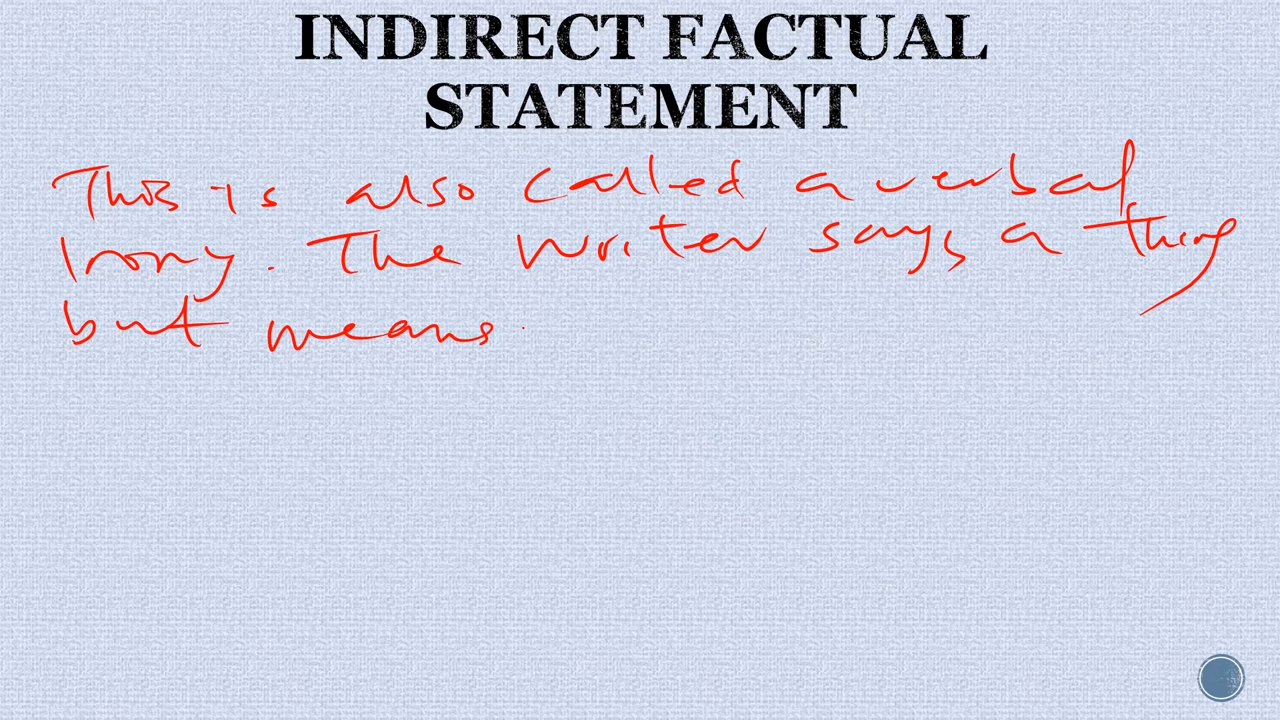 INDIRECT FACTUAL
STATEMENT
This is also called a verbal
Irony. The writer says a thing
but means